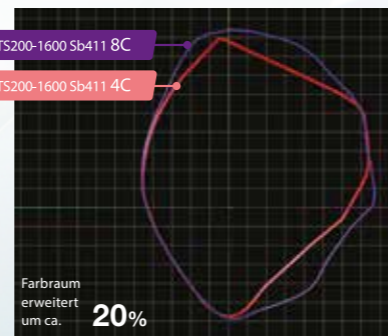 TS200-1600 Sb411 8C
TS200-1600 Sb411 4C
Farbraum
erweitert
um ca. 20%